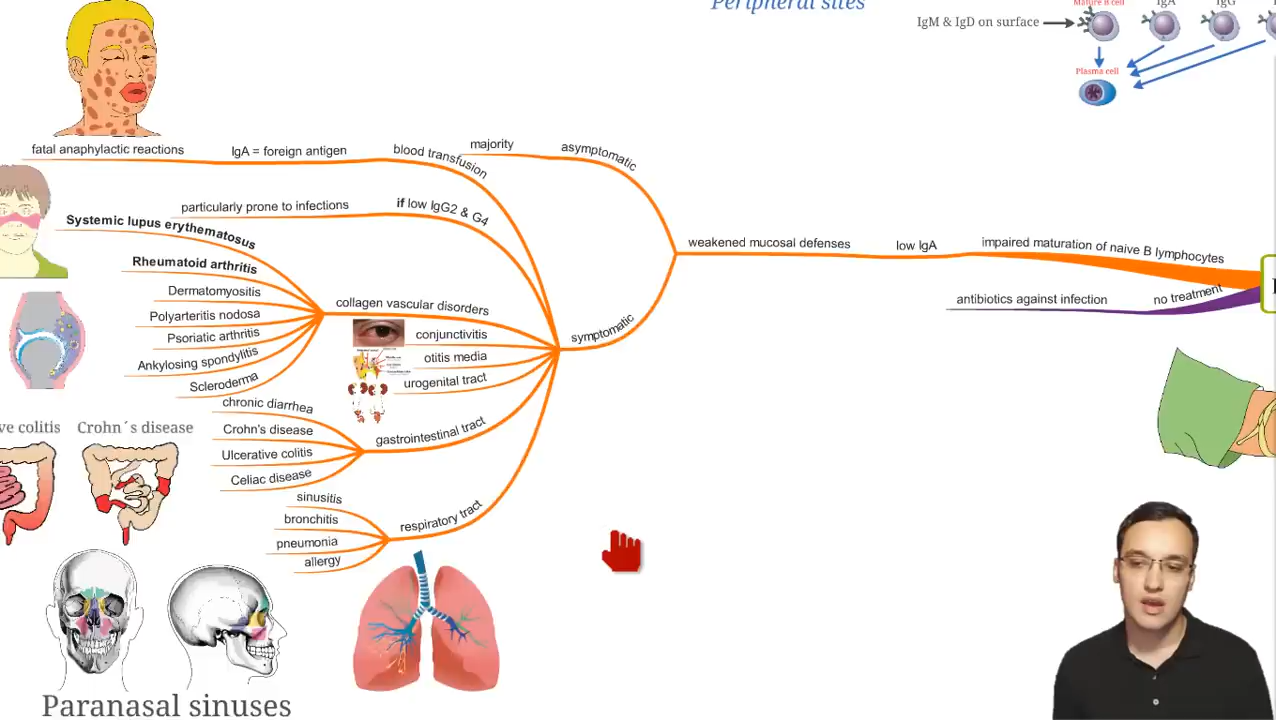 Peripheral sites
Mature B cell
IgA
IgG
IgM & IgD on surface
Plasma cell
fatal anaphylactic reactions
IgA = foreign antigen
blood transfusion
majority
asymptomatic
particularly prone to infections
if low IgG2 & G4
Systemic lupus erythematosus
Rheumatoid arthritis
Dermatomyositis
Polyarteritis nodosa
Psoriatic arthritis
Ankylosing spondylitis
Scleroderma
collagen vascular disorders
conjunctivitis
otitis media
urogenital tract
symptomatic
weakened mucosal defenses
low IgA
impaired maturation of naive B lymphocytes
antibiotics against infection
no treatment
chronic diarrhea
Crohn's disease
Ulcerative colitis
Celiac disease
gastrointestinal tract
ve colitis
Crohn´s disease
sinusitis
bronchitis
pneumonia
allergy
respiratory tract
Paranasal sinuses